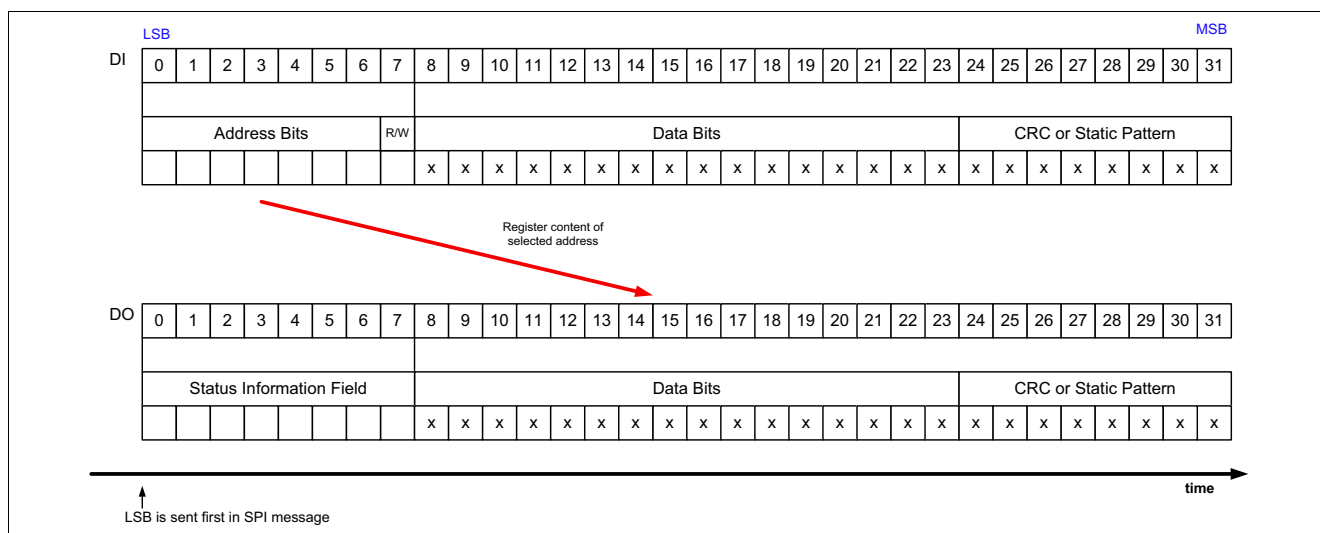 LSB MSB
DI 0 1 2 3 4 5 6 7 8 9 10 11 12 13 14 15 16 17 18 19 20 21 22 23 24 25 26 27 28 29 30 31
Address Bits R/W Data Bits CRC or Static Pattern
x x x x x x x x x x x x x x x x x x x x x x x x
Register content of
selected address
DO 0 1 2 3 4 5 6 7 8 9 10 11 12 13 14 15 16 17 18 19 20 21 22 23 24 25 26 27 28 29 30 31
Status Information Field Data Bits CRC or Static Pattern
x x x x x x x x x x x x x x x x x x x x x x x x
time
LSB is sent first in SPI message